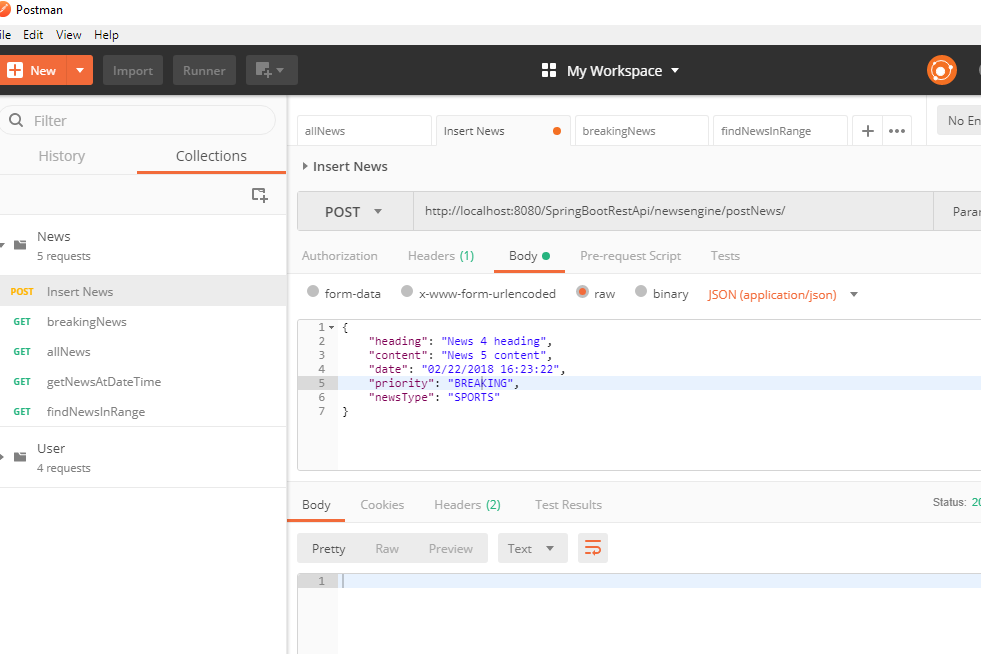 Postman
ile Edit View Help
New Import Runner My Workspace
Filter
History Collections
News
5 requests
POST Insert News
GET breakingNews
GET allNews
GET getNewsAtDateTime
GET findNewsInRange
User
4 requests
allNews Insert News breakingNews findNewsInRange + ••• No En
Insert News
POST http://localhost:8080/SpringBootRestApi/newsengine/postNews/ Parar
Authorization Headers (1) Body Pre-request Script Tests
form-data x-www-form-urlencoded raw binary JSON (application/json)
1 {
2 "heading": "News 4 heading",
3 "content": "News 5 content",
4 "date": "02/22/2018 16:23:22",
5 "priority": "BREAKING",
6 "newsType": "SPORTS"
7 }
Body Cookies Headers (2) Test Results Status: 20
Pretty Raw Preview Text
1